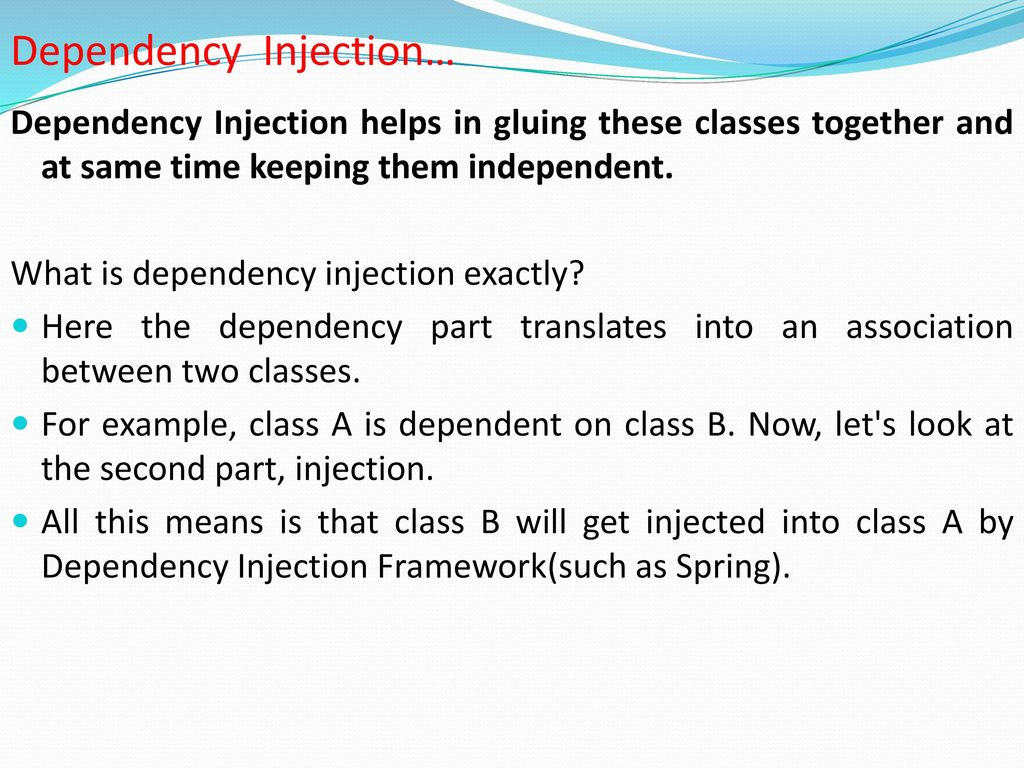 Dependency Injection…
Dependency Injection helps in gluing these classes together and
at same time keeping them independent.
What is dependency injection exactly?
Here the dependency part translates into an association
between two classes.
For example, class A is dependent on class B. Now, let's look at
the second part, injection.
All this means is that class B will get injected into class A by
Dependency Injection Framework(such as Spring).